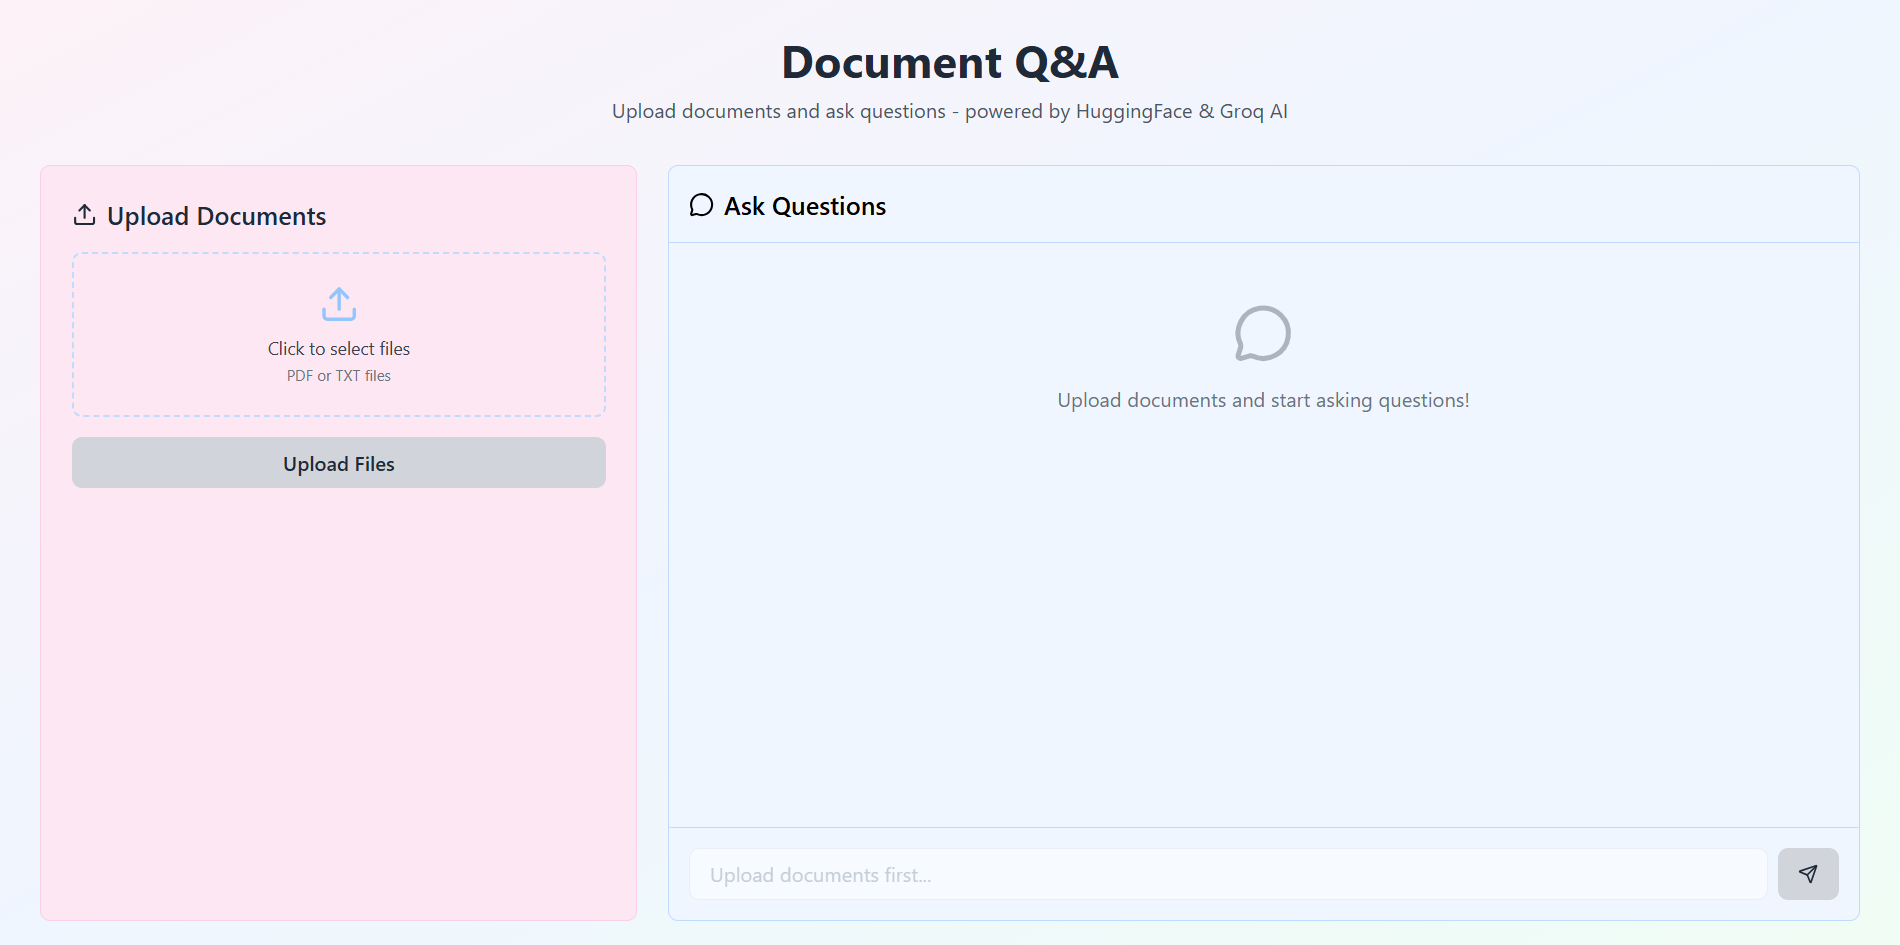 Document Q&A
Upload documents and ask questions - powered by HuggingFace & Groq AI
Upload Documents
Click to select files
PDF or TXT files
Upload Files
Ask Questions
Upload documents and start asking questions!
Upload documents first...